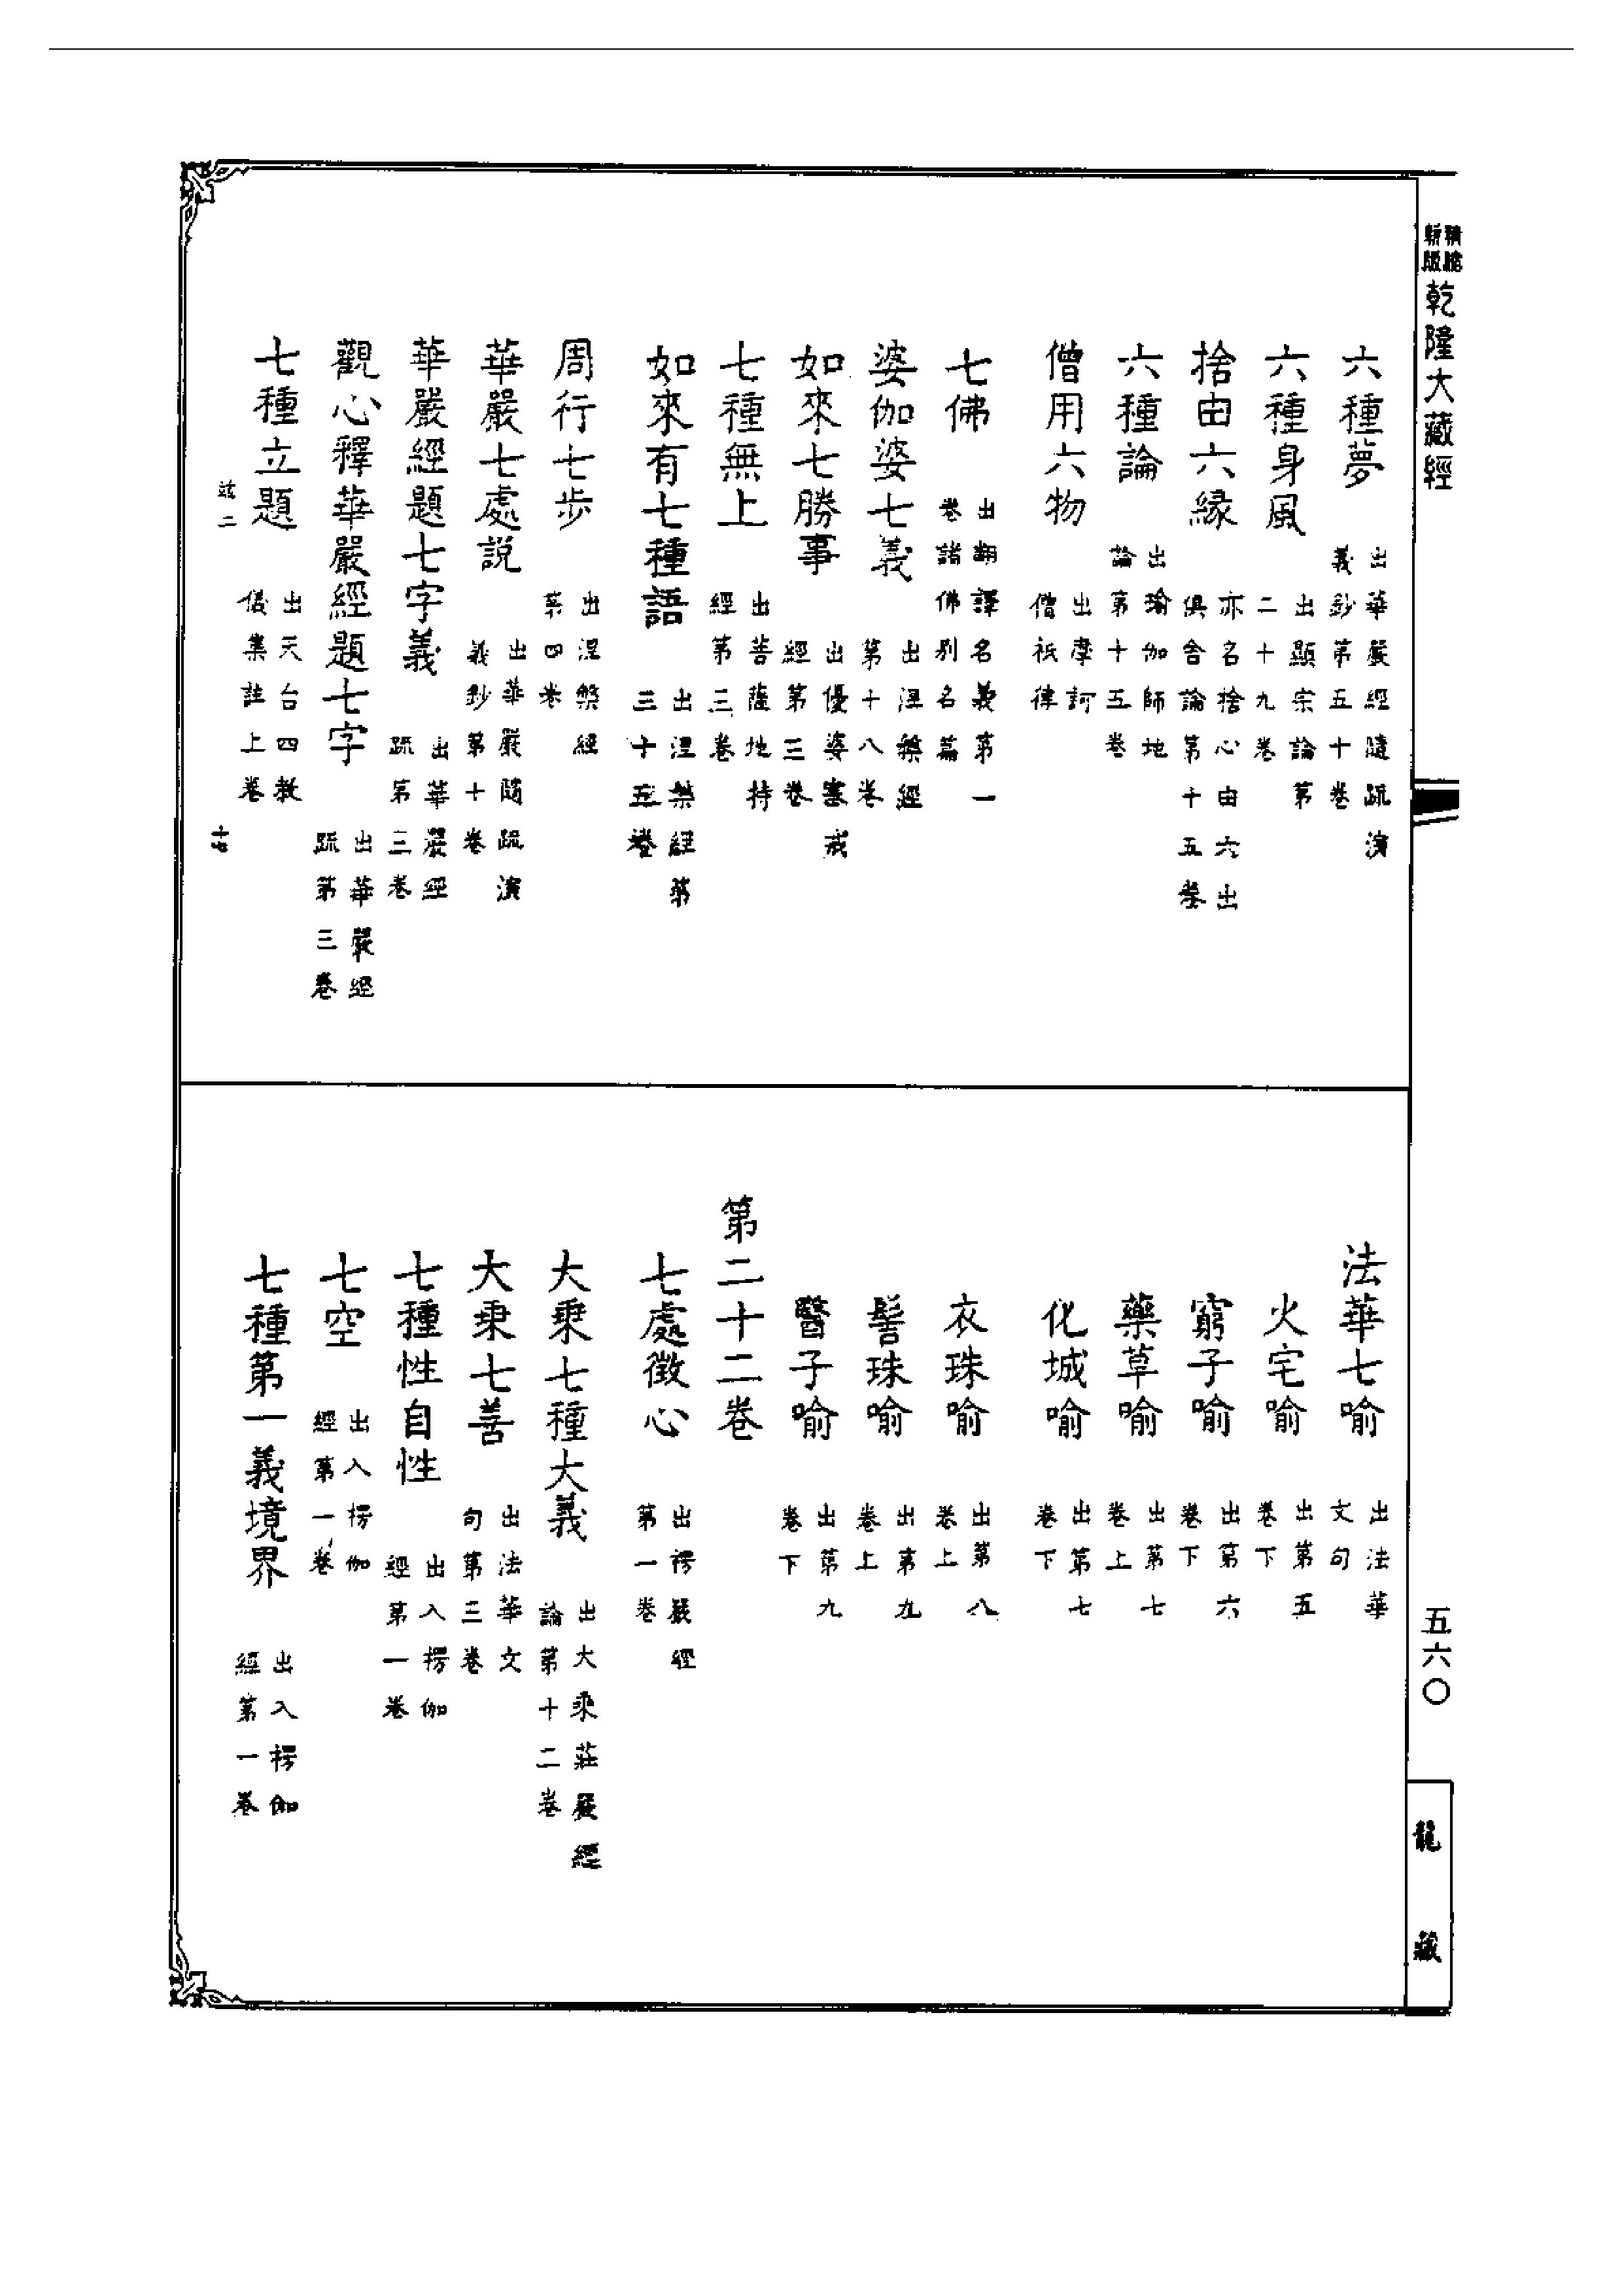 精縮
新版
乾隆大藏經
六種夢 出華嚴經隨疏演義鈔第五十卷
六種身風 出顯宗論第二十九卷
捨由六緣 亦名捨心由六出俱舍論第十五卷
六種論 出瑜伽師地論第十五卷
僧用六物 出摩訶僧祇律
七佛 出翻譯名義第一卷諸佛別名篇
婆伽婆七義 出涅槃經第十八卷
如來七勝事 出優婆塞戒經第三卷
七種無上 出菩薩地持經第三卷
如來有七種語 出涅槃經第三十五卷
周行七步 出涅槃經第四卷
華嚴七處說 出華嚴隨疏演義鈔第十卷
華嚴經題七字義 出華嚴經疏第三卷
觀心釋華嚴經題七字 出華嚴經疏第三卷
七種立題 出天台四教儀集註上卷
法華七喻 出法華文句
火宅喻 出第五卷下
窮子喻 出第六卷下
藥草喻 出第七卷上
化城喻 出第七卷下
衣珠喻 出第八卷上
髻珠喻 出第九卷上
醫子喻 出第九卷下
第二十二卷
七處徵心 出楞嚴經第一卷
大乘七種大義 出大乘莊嚴經論第十二卷
大乘七善 出法華文句第三卷
七種性自性 出入楞伽經第一卷
七空 出入楞伽經第一卷
七種第一義境界 出入楞伽經第一卷
五六〇
龍藏